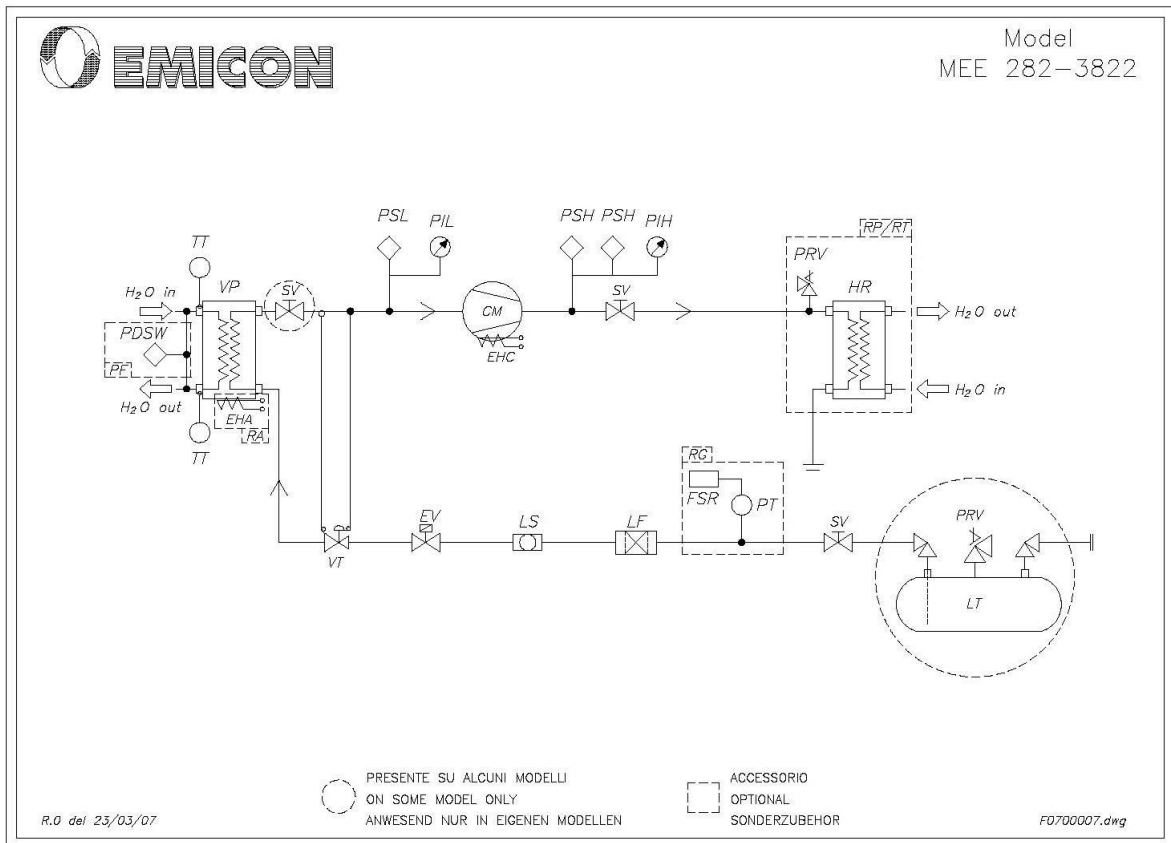 EMICON
Model
MEE 282-3822
PSL
PIL
PSH
PSH
PIH
RP/RT
TT
PRV
H₂O in
VP
SV
SV
HR
CM
H₂O out
PDSW
EHC
PF
H₂O out
H₂O in
EHA
RA
TT
RG
FSR
PT
EV
LS
LF
SV
PRV
VT
LT
PRESENTE SU ALCUNI MODELLI
ON SOME MODEL ONLY
ANWESEND NUR IN EIGENEN MODELLEN
ACCESSORIO
OPTIONAL
SONDERZUBEHOR
R.0 del 23/03/07
F0700007.dwg